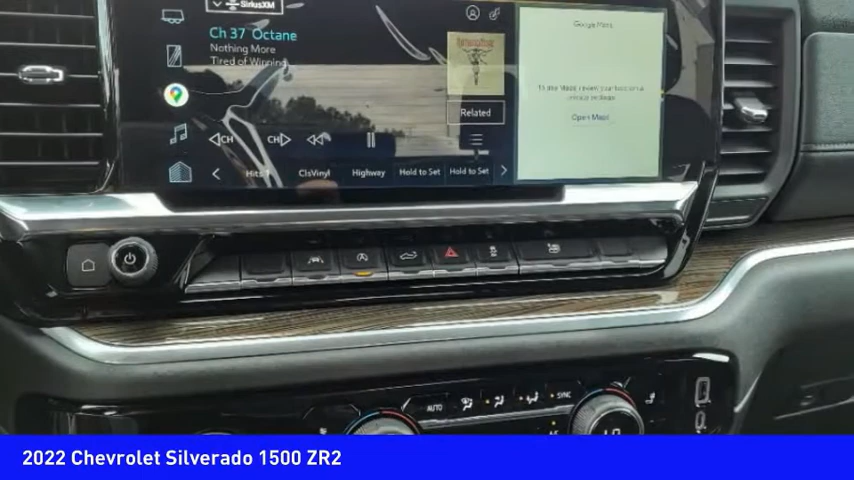 SiriusXM
Ch 37 Octane
Nothing More
Tired of Winning
Related
CH
CH
Hits 1
ClsVinyl
Highway
Hold to Set
Hold to Set
Google Maps
Open Maps
AUTO
SYNC
2022 Chevrolet Silverado 1500 ZR2